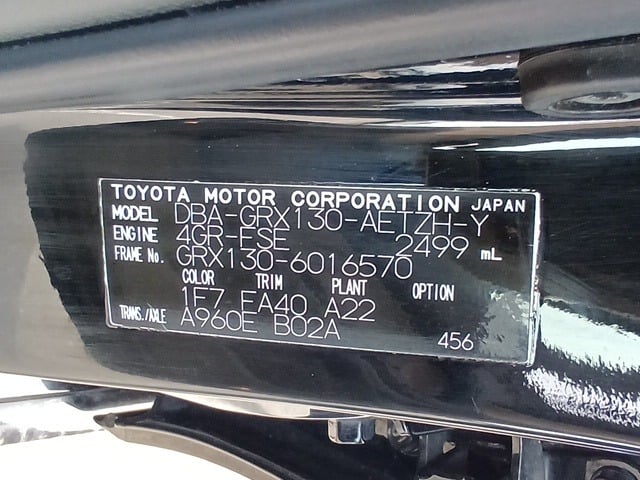 TOYOTA MOTOR CORPORATION JAPAN
MODEL DBA-GRX130-AETZH-Y
ENGINE 4GR-FSE 2499 mL
FRAME No. GRX130-6016570
COLOR TRIM PLANT OPTION
1F7 FA40 A22
TRANS./AXLE A960E B02A
456